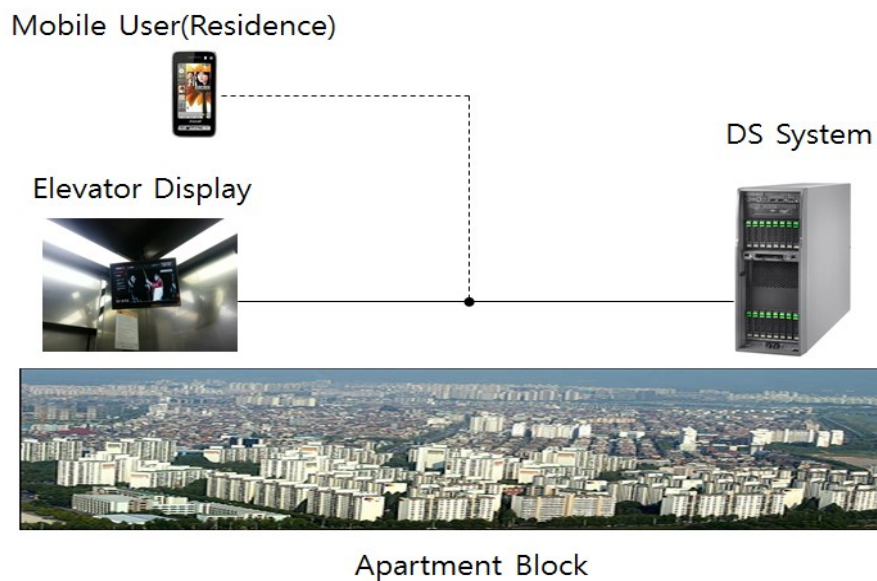 Mobile User(Residence)
DS System
Elevator Display
Apartment Block